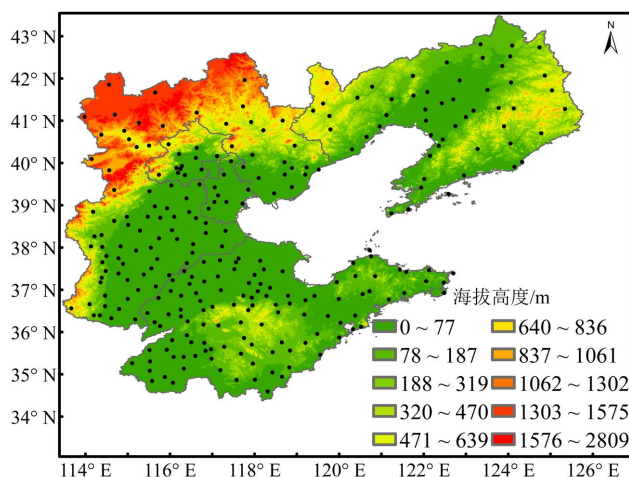 43° N
N
42° N
41° N
40° N
39° N
38° N
37° N
海拔高度/m
36° N
0 ~ 77
640 ~ 836
78 ~ 187
837 ~ 1061
35° N
188 ~ 319
1062 ~ 1302
320 ~ 470
1303 ~ 1575
34° N
471 ~ 639
1576 ~ 2809
114° E 116° E 118° E 120° E 122° E 124° E 126° E